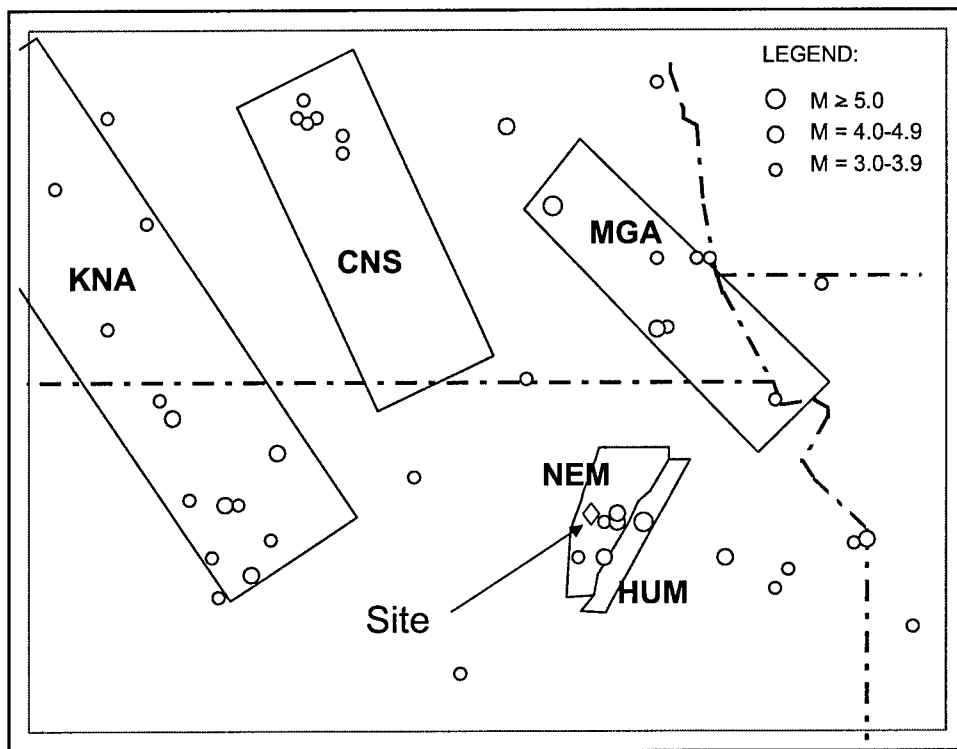 LEGEND:
M ≥ 5.0
M = 4.0-4.9
M = 3.0-3.9
MGA
CNS
KNA
NEM
HUM
Site